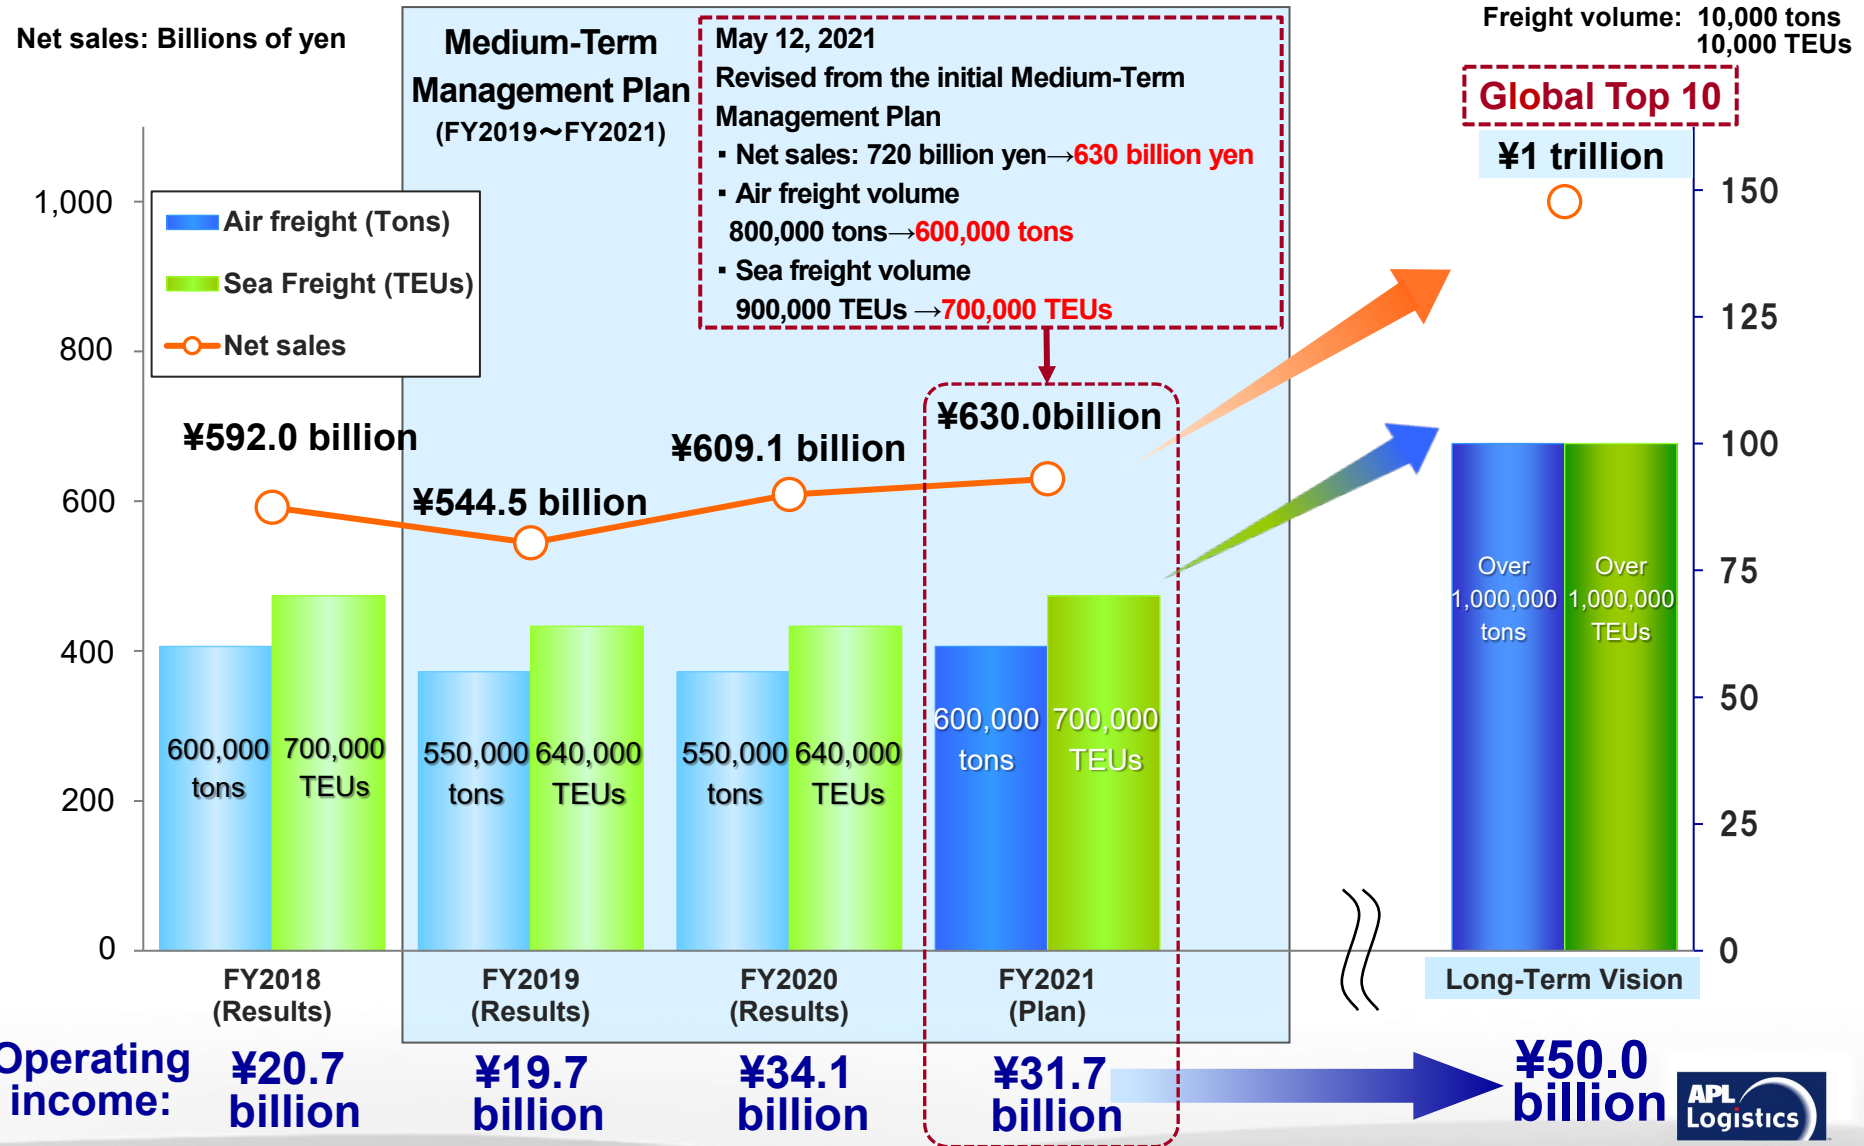 Net sales: Billions of yen
Medium-Term
Management Plan
(FY2019～FY2021)
May 12, 2021
Revised from the initial Medium-Term
Management Plan
▪ Net sales: 720 billion yen→630 billion yen
▪ Air freight volume
800,000 tons→600,000 tons
▪ Sea freight volume
900,000 TEUs →700,000 TEUs
Freight volume: 10,000 tons
10,000 TEUs
Global Top 10
¥1 trillion
Air freight (Tons)
Sea Freight (TEUs)
Net sales
1,000
800
600
400
200
0
150
125
100
75
50
25
0
¥592.0 billion
¥544.5 billion
¥609.1 billion
¥630.0billion
600,000
tons
700,000
TEUs
550,000
tons
640,000
TEUs
550,000
tons
640,000
TEUs
600,000
tons
700,000
TEUs
Over
1,000,000
tons
Over
1,000,000
TEUs
FY2018
(Results)
FY2019
(Results)
FY2020
(Results)
FY2021
(Plan)
Long-Term Vision
Operating
income:
¥20.7
billion
¥19.7
billion
¥34.1
billion
¥31.7
billion
¥50.0
billion
APL
Logistics